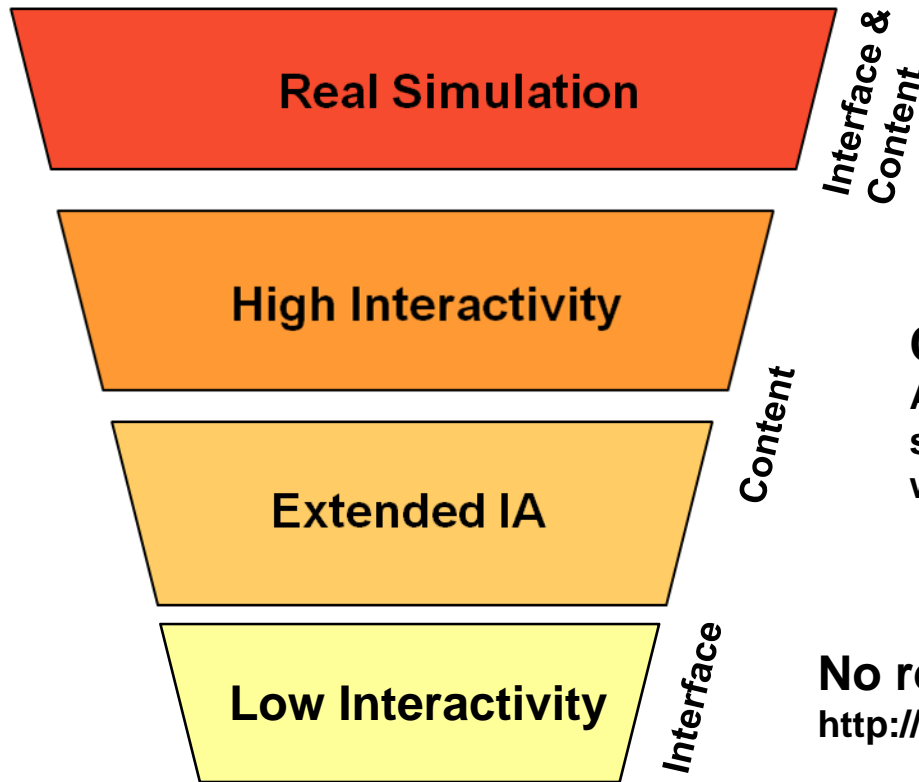 Real Simulation
Interface &
Content
High Interactivity
Content
Extended IA
Low Interactivity
Interface
No
http://